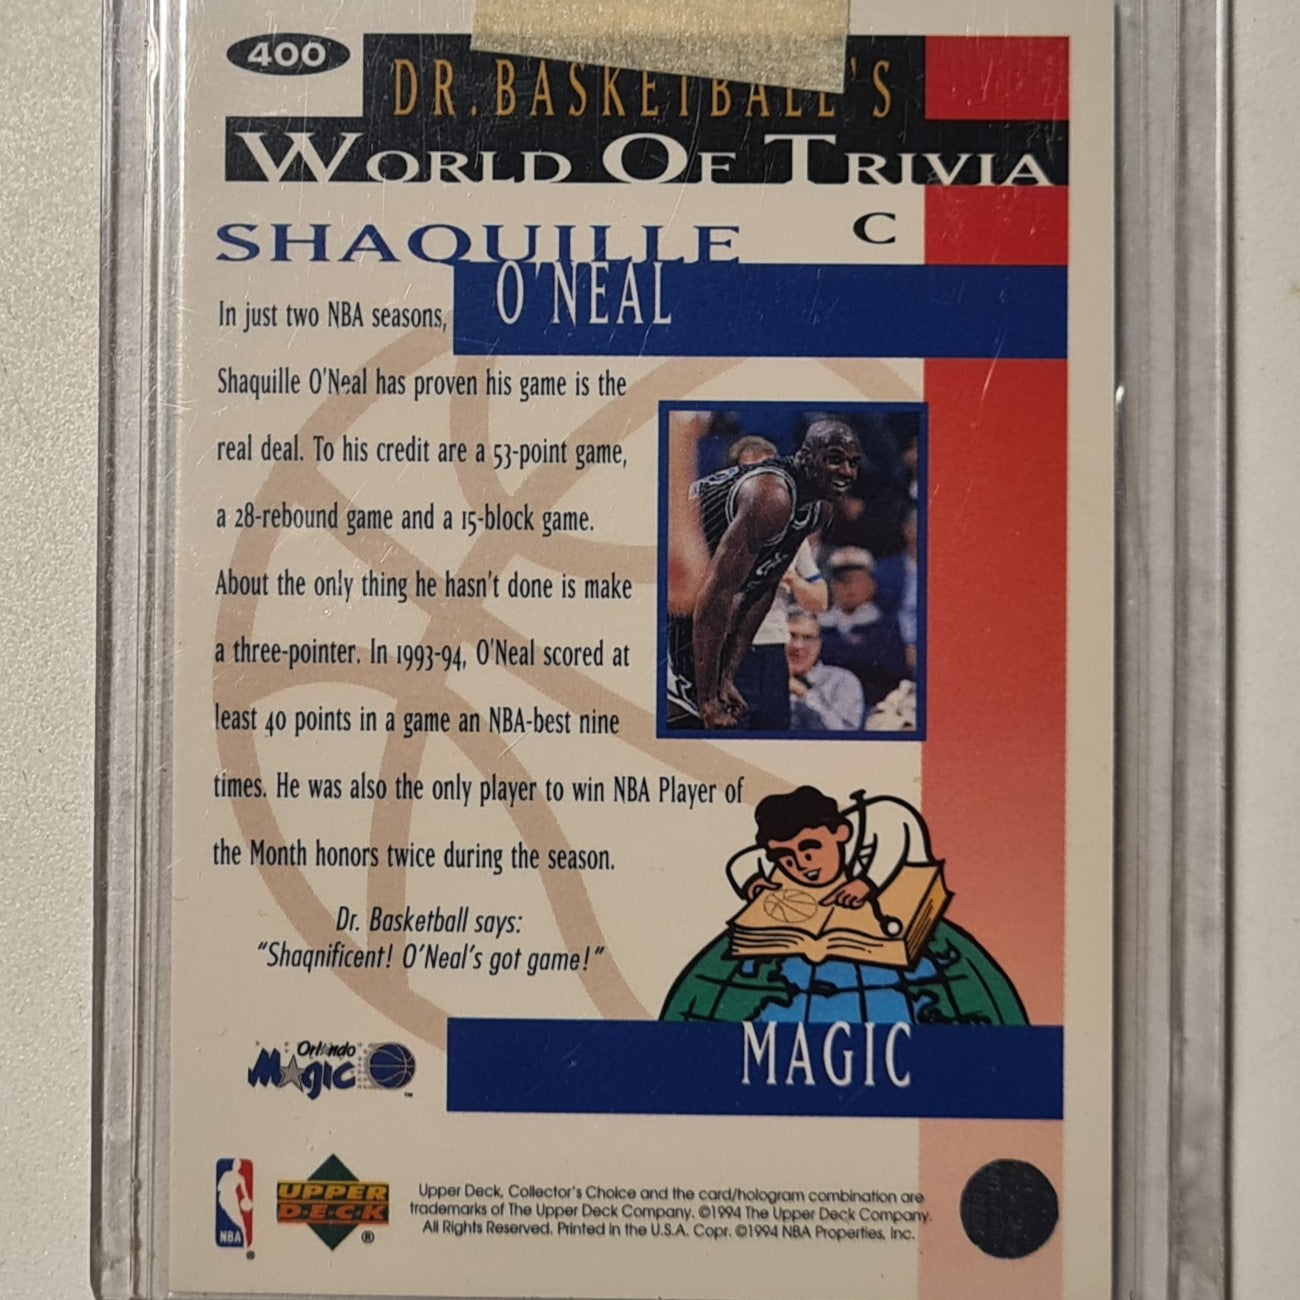 400
DR. BASKETBALL'S
WORLD OF TRIVIA
SHAQUILLE C
O'NEAL
In just two NBA seasons,
Shaquille O'Neal has proven his game is the
real deal. To his credit are a 53-point game,
a 28-rebound game and a 15-block game.
About the only thing he hasn't done is make
a three-pointer. In 1993-94, O'Neal scored at
least 40 points in a game an NBA-best nine
times. He was also the only player to win NBA Player of
the Month honors twice during the season.
Dr. Basketball says:
"Shaqnificent! O'Neal's got game!"
MAGIC
Orlando
Magic
™
NBA
®
UPPER
DECK
®
Upper Deck, Collector's Choice and the card/hologram combination are
trademarks of The Upper Deck Company. ©1994 The Upper Deck Company.
All Rights Reserved. Printed in the U.S.A. Copr. ©1994 NBA Properties, Inc.